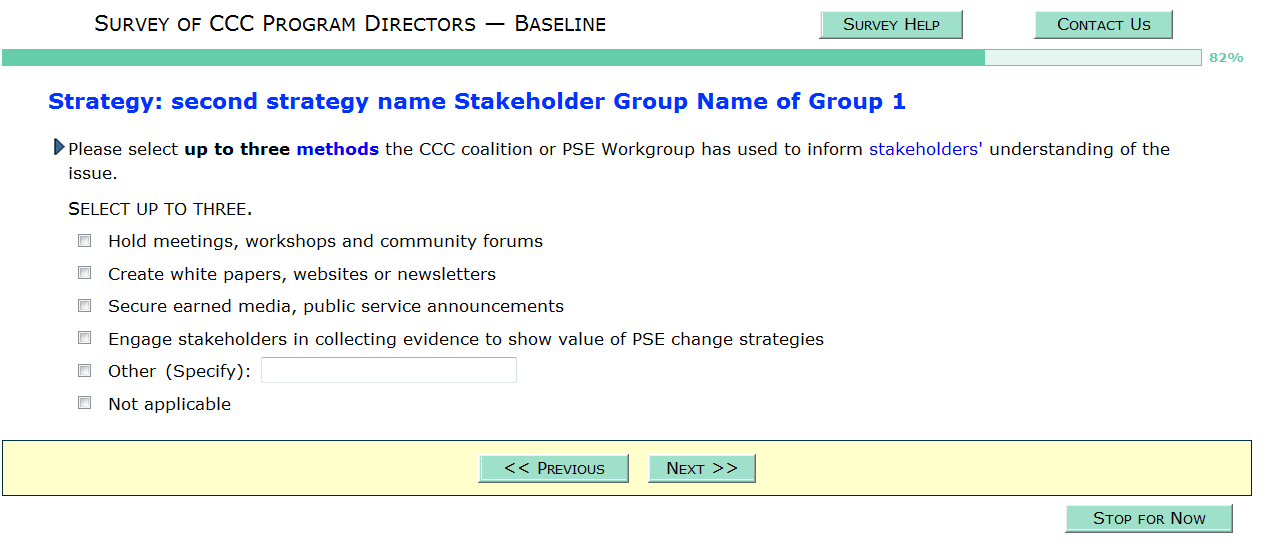 SURVEY OF CCC PROGRAM DIRECTORS — BASELINE
SURVEY HELP
CONTACT US
82%
Strategy: second strategy name Stakeholder Group Name of Group 1
Please select up to three methods the CCC coalition or PSE Workgroup has used to inform stakeholders' understanding of the
issue.
SELECT UP TO THREE.
Hold meetings, workshops and community forums
Create white papers, websites or newsletters
Secure earned media, public service announcements
Engage stakeholders in collecting evidence to show value of PSE change strategies
Other (Specify):
Not applicable
<< PREVIOUS
NEXT >>
STOP FOR NOW